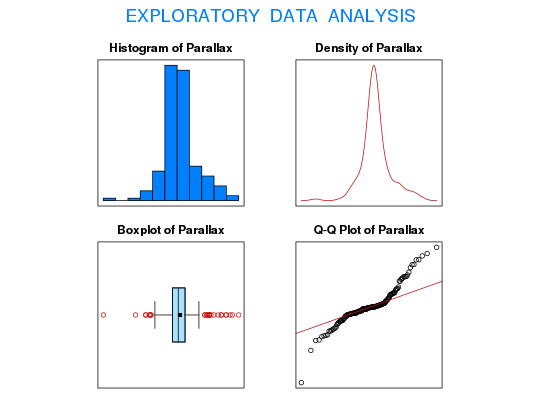 EXPLORATORY DATA ANALYSIS
Histogram of Parallax
Density of Parallax
Boxplot of Parallax
Q-Q Plot of Parallax